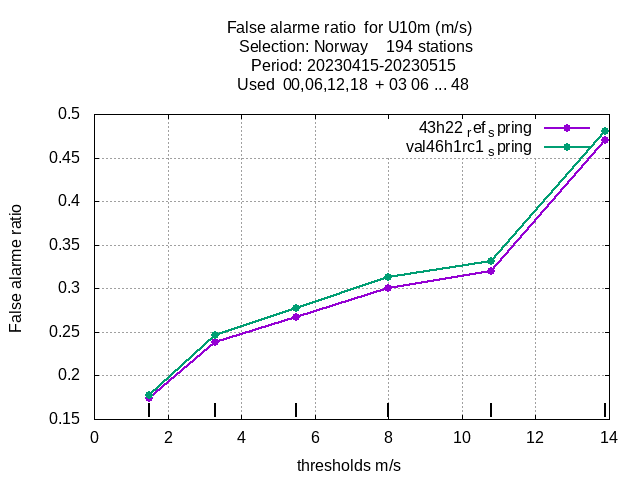 False alarme ratio  for U10m (m/s)
Selection: Norway    194 stations
Period: 20230415-20230515
Used  00,06,12,18  + 03 06 ... 48
43h22 ref spring
val46h1rc1 spring
0.5
0.45
0.4
0.35
0.3
0.25
0.2
0.15
False alarme ratio
0 2 4 6 8 10 12 14
thresholds m/s